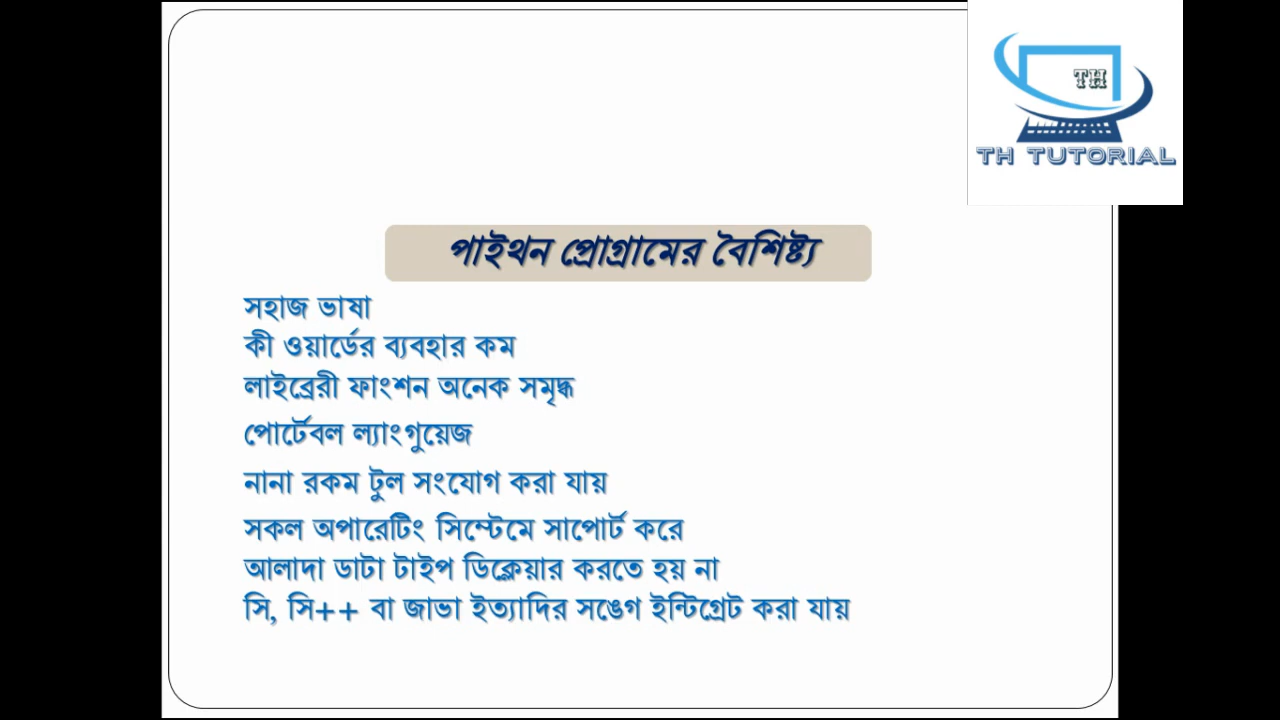 TH
TH TUTORIAL
পাইথন প্রোগ্রামের বৈশিষ্ট্য
সহাজ ভাষা
কী ওয়ার্ডের ব্যবহার কম
লাইব্রেরী ফাংশন অনেক সমৃদ্ধ
পোর্টেবল ল্যাংগুয়েজ
নানা রকম টুল সংযোগ করা যায়
সকল অপারেটিং সিস্টেমে সাপোর্ট করে
আলাদা ডাটা টাইপ ডিক্লেয়ার করতে হয় না
সি, সি++ বা জাভা ইত্যাদির সঙেগ ইন্টিগ্রেট করা যায়